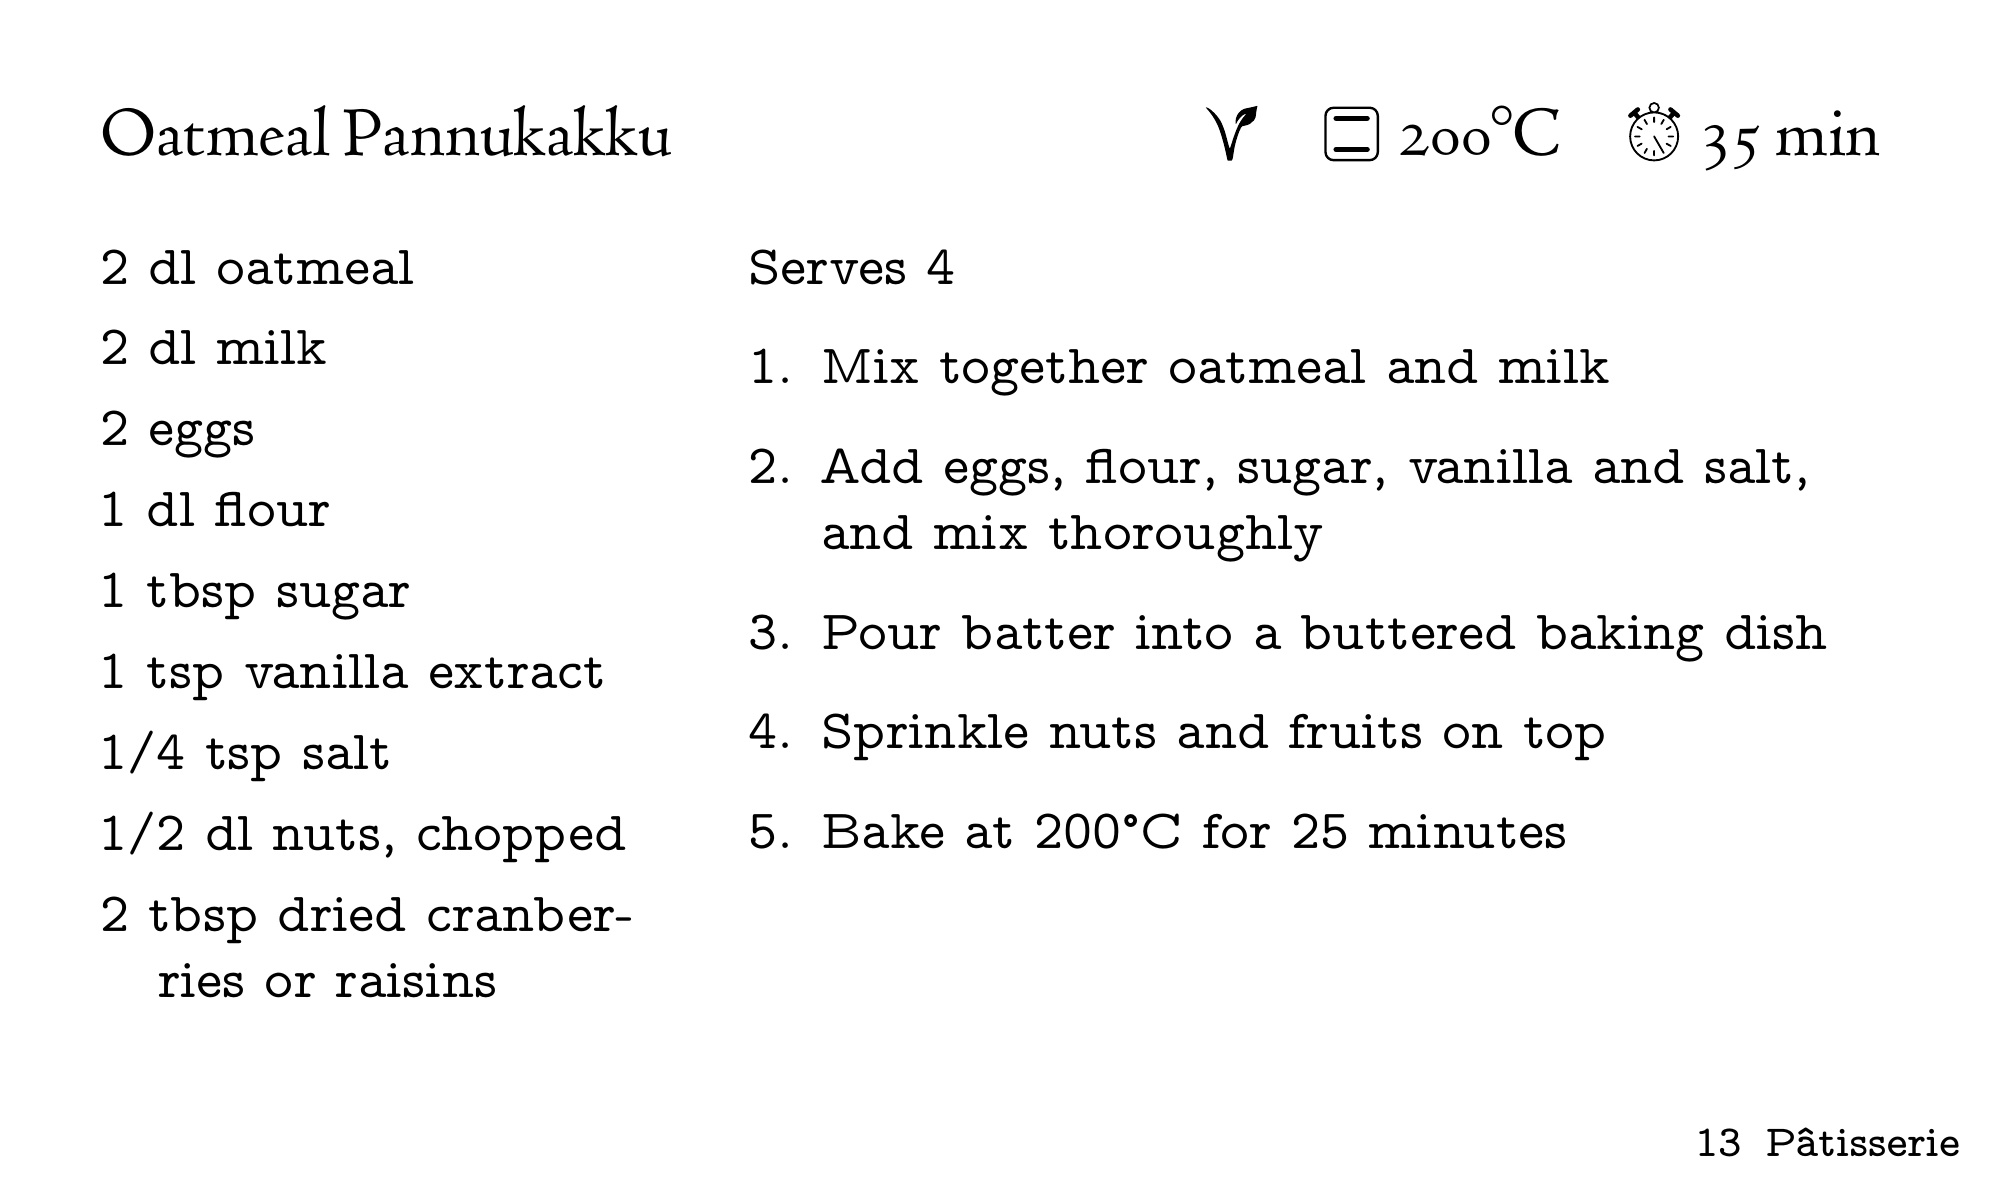 Oatmeal Pannukakku
200°C
35 min
2 dl oatmeal
2 dl milk
2 eggs
1 dl flour
1 tbsp sugar
1 tsp vanilla extract
1/4 tsp salt
1/2 dl nuts, chopped
2 tbsp dried cranber-
ries or raisins
Serves 4
1. Mix together oatmeal and milk
2. Add eggs, flour, sugar, vanilla and salt,
and mix thoroughly
3. Pour batter into a buttered baking dish
4. Sprinkle nuts and fruits on top
5. Bake at 200°C for 25 minutes
13 Pâtisserie